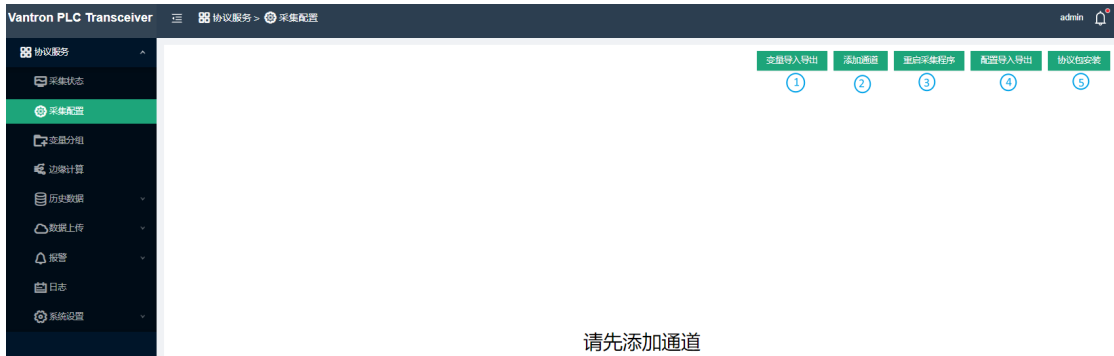 Vantron PLC Transceiver
协议服务 > 采集配置
admin
协议服务
采集状态
采集配置
变量分组
边缘计算
历史数据
数据上传
报警
日志
系统设置
变量导入导出 添加通道 重启采集程序 配置导入导出 协议包安装
1 2 3 4 5
请先添加通道